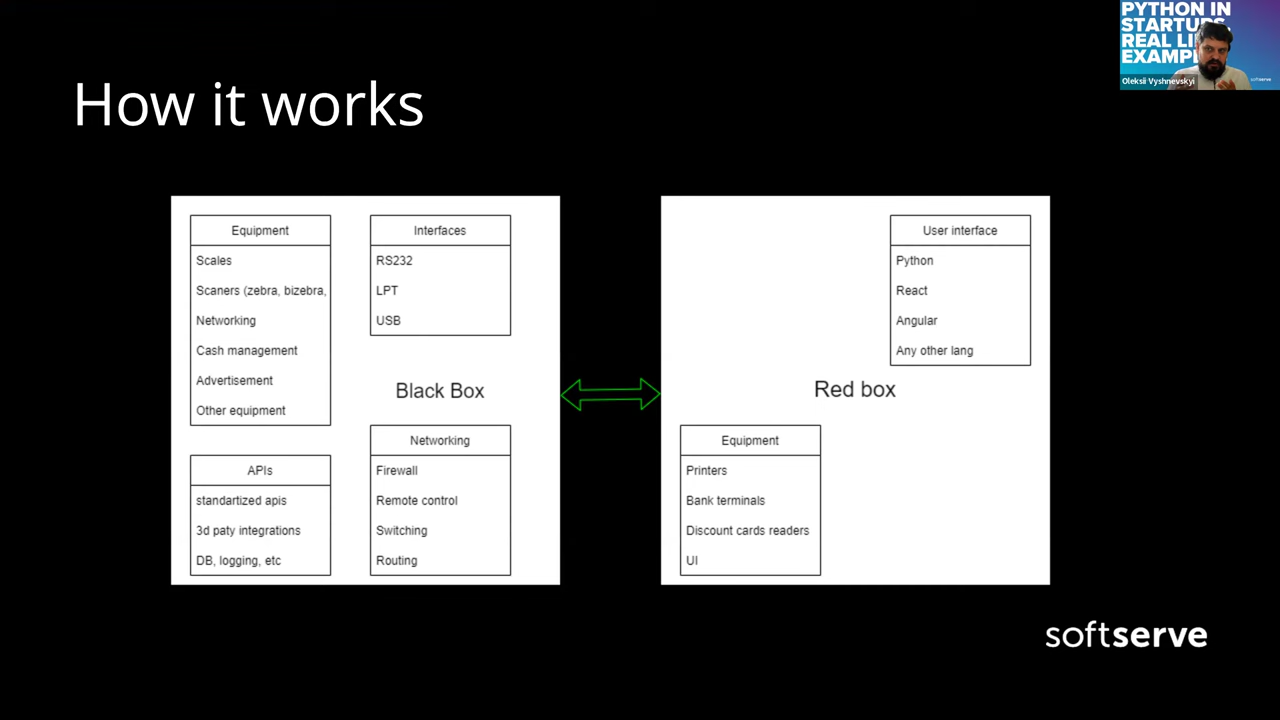 PYTHON IN
STARTUPS.
REAL LI
EXAMP
Oleksii Vyshnevskyi
softserve
How it works
Equipment
Scales
Scaners (zebra, bizebra,
Networking
Cash management
Advertisement
Other equipment
Interfaces
RS232
LPT
USB
Black Box
APIs
standartized apis
3d paty integrations
DB, logging, etc
Networking
Firewall
Remote control
Switching
Routing
User interface
Python
React
Angular
Any other lang
Red box
Equipment
Printers
Bank terminals
Discount cards readers
UI
softserve